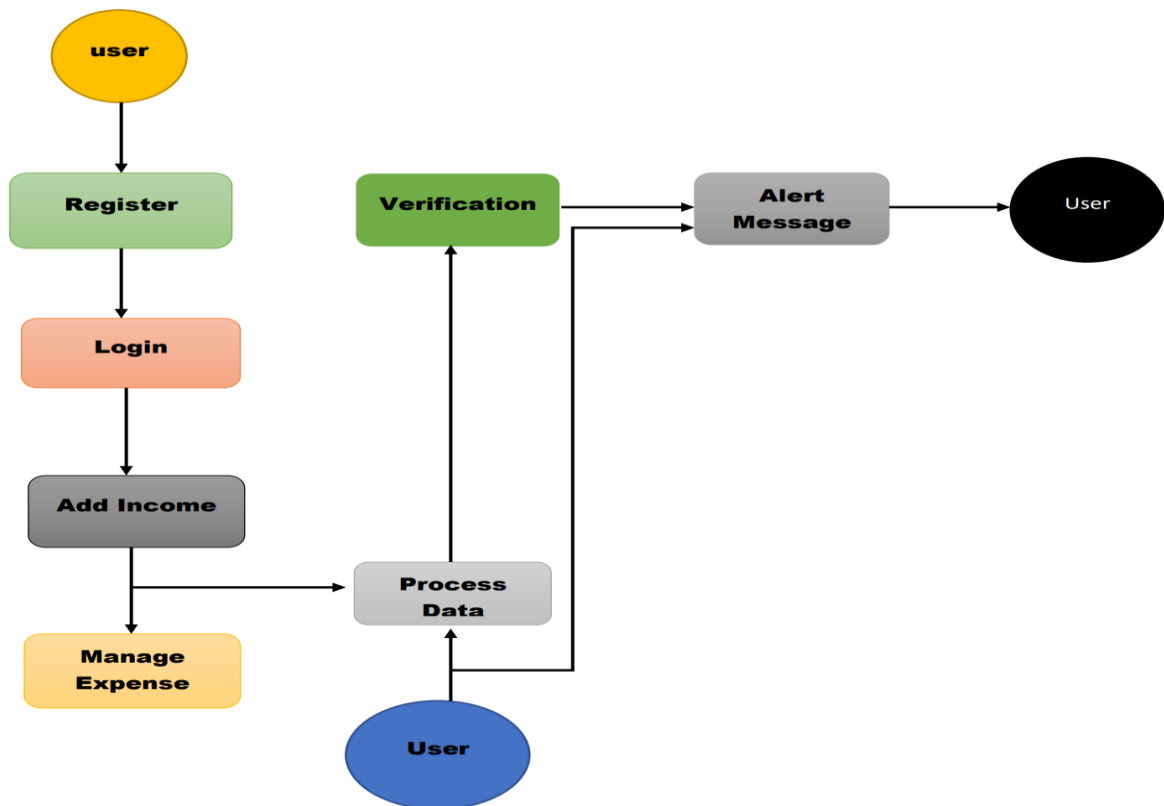 user
Register
Login
Add Income
Manage
Expense
Verification
Process
Data
User
Alert
Message
User